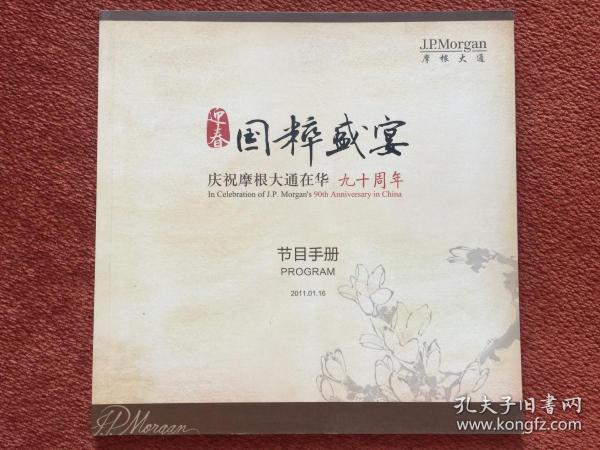 J.P.Morgan
摩根大通
迎春 国粹盛宴
庆祝摩根大通在华 九十周年
In Celebration of J.P. Morgan's 90th Anniversary in China
节目手册
PROGRAM
2011.01.16
J.P.Morgan
孔夫子旧书网
www.kongfz.com